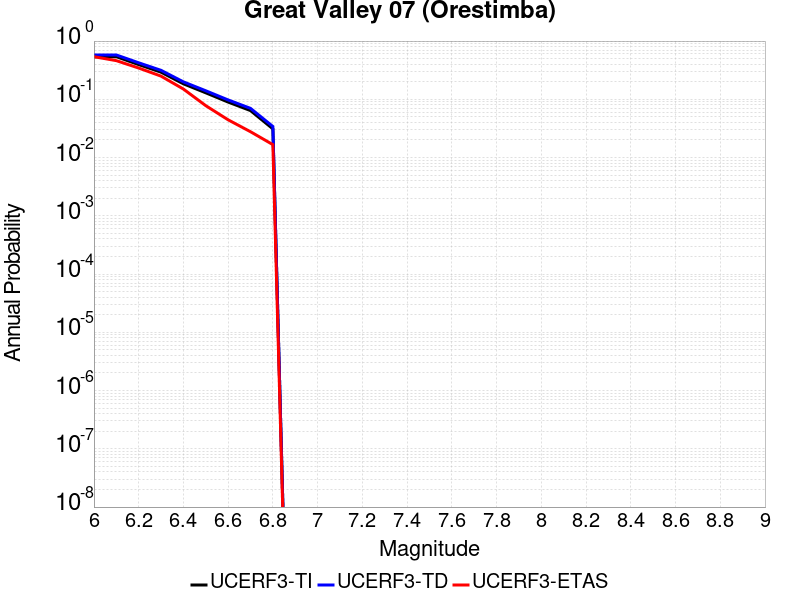 Great Valley 07 (Orestimba)
10^0
10^-1
10^-2
10^-3
10^-4
10^-5
10^-6
10^-7
10^-8
Annual Probability
6 6.2 6.4 6.6 6.8 7 7.2 7.4 7.6 7.8 8 8.2 8.4 8.6 8.8 9
Magnitude
UCERF3-TI UCERF3-TD UCERF3-ETAS